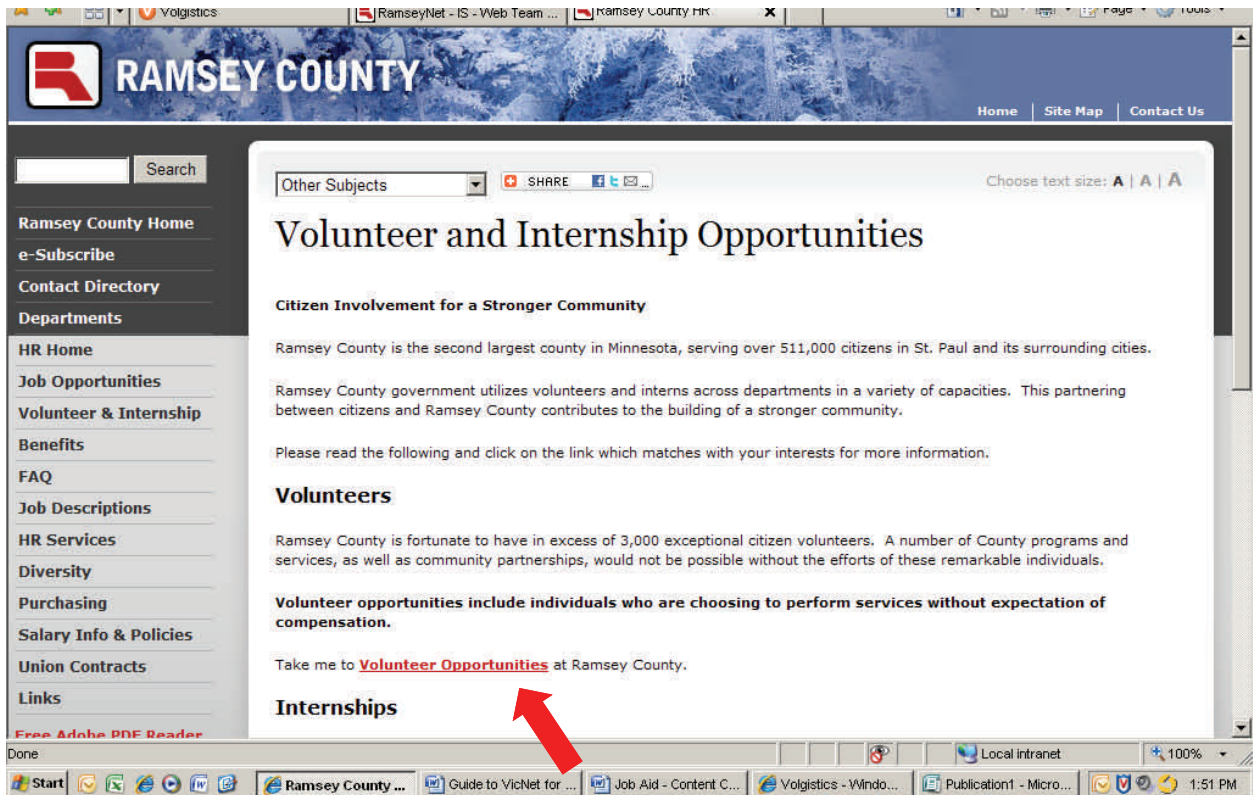 Volgistics
RamseyNet - IS - Web Team ...
Ramsey County HR
Page
Tools
RAMSEY COUNTY
Home | Site Map | Contact Us
Search
Other Subjects
SHARE
...
Choose text size: A | A | A
Ramsey County Home
e-Subscribe
Contact Directory
Departments
HR Home
Job Opportunities
Volunteer & Internship
Benefits
FAQ
Job Descriptions
HR Services
Diversity
Purchasing
Salary Info & Policies
Union Contracts
Links
Free Adobe PDF Reader
Volunteer and Internship Opportunities
Citizen Involvement for a Stronger Community
Ramsey County is the second largest county in Minnesota, serving over 511,000 citizens in St. Paul and its surrounding cities.
Ramsey County government utilizes volunteers and interns across departments in a variety of capacities.  This partnering
between citizens and Ramsey County contributes to the building of a stronger community.
Please read the following and click on the link which matches with your interests for more information.
Volunteers
Ramsey County is fortunate to have in excess of 3,000 exceptional citizen volunteers.  A number of County programs and
services, as well as community partnerships, would not be possible without the efforts of these remarkable individuals.
Volunteer opportunities include individuals who are choosing to perform services without expectation of
compensation.
Take me to Volunteer Opportunities at Ramsey County.
Internships
Done
Local intranet
100%
Start
Ramsey County ...
Guide to VicNet for ...
Job Aid - Content C...
Volgistics - Windo...
Publication1 - Micro...
1:51 PM